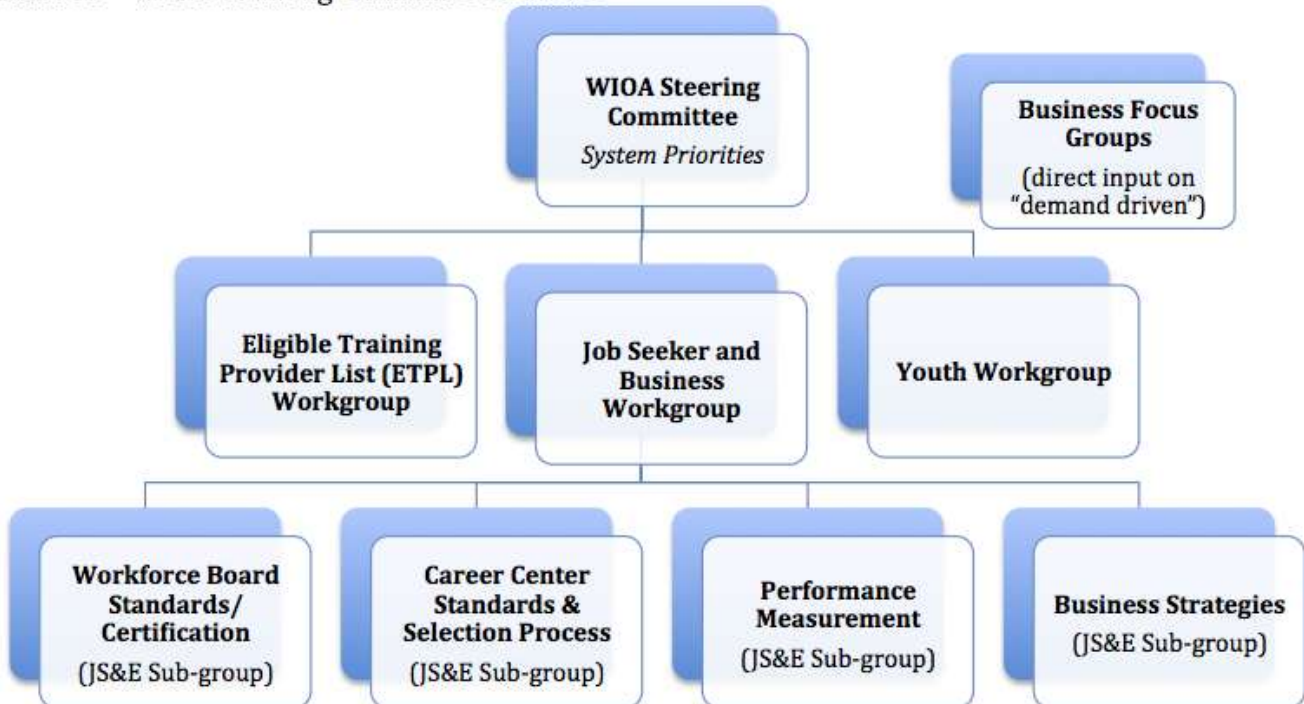 WIOA Steering
Committee
System Priorities
Business Focus
Groups
(direct input on
“demand driven”)
Eligible Training
Provider List (ETPL)
Workgroup
Job Seeker and
Business
Workgroup
Youth Workgroup
Workforce Board
Standards/
Certification
(JS&E Sub-group)
Career Center
Standards &
Selection Process
(JS&E Sub-group)
Performance
Measurement
(JS&E Sub-group)
Business Strategies
(JS&E Sub-group)